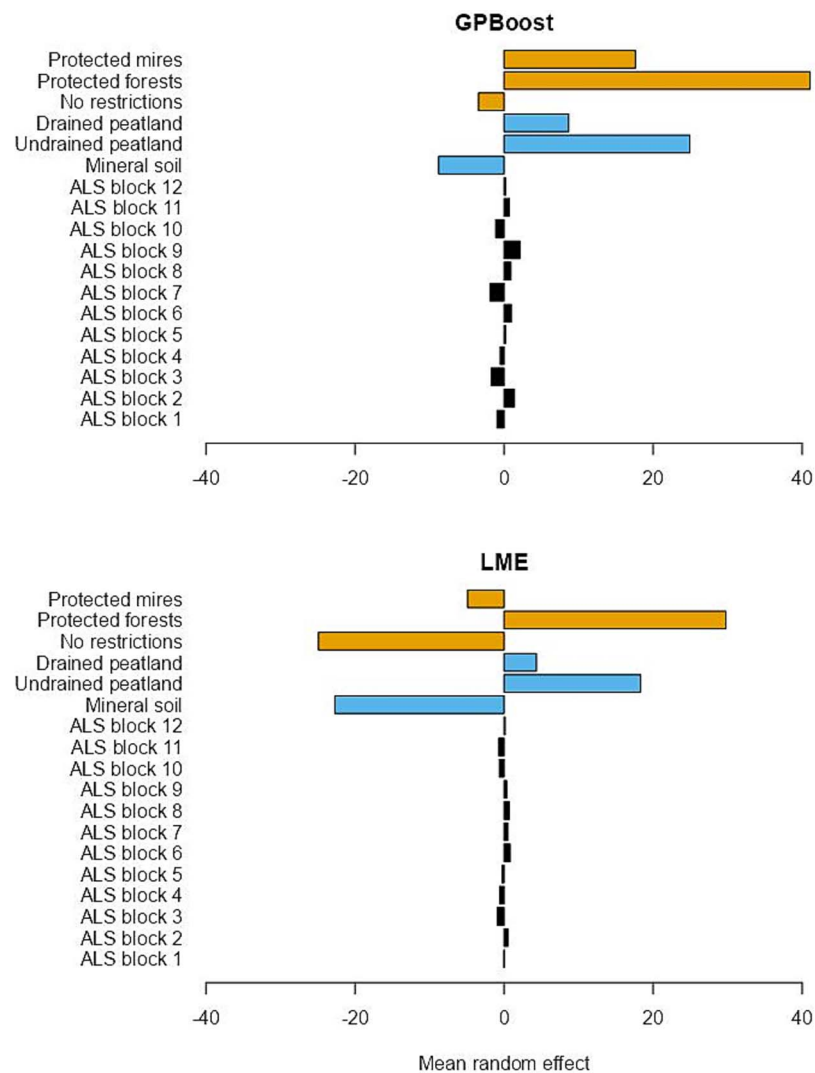 GPBoost
Protected mires
Protected forests
No restrictions
Drained peatland
Undrained peatland
Mineral soil
ALS block 12
ALS block 11
ALS block 10
ALS block 9
ALS block 8
ALS block 7
ALS block 6
ALS block 5
ALS block 4
ALS block 3
ALS block 2
ALS block 1
-40 -20 0 20 40
LME
Protected mires
Protected forests
No restrictions
Drained peatland
Undrained peatland
Mineral soil
ALS block 12
ALS block 11
ALS block 10
ALS block 9
ALS block 8
ALS block 7
ALS block 6
ALS block 5
ALS block 4
ALS block 3
ALS block 2
ALS block 1
-40 -20 0 20 40
Mean random effect